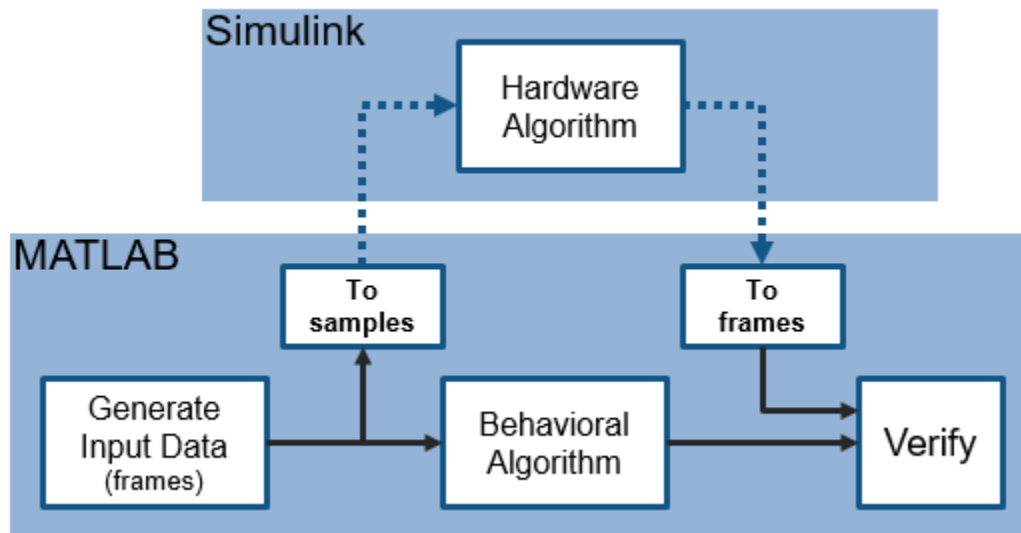 Simulink
Hardware
Algorithm
MATLAB
To
samples
To
frames
Generate
Input Data
(frames)
Behavioral
Algorithm
Verify